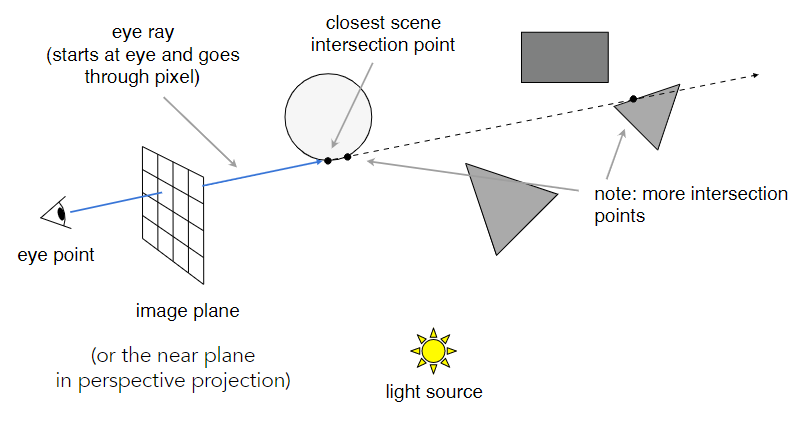 eye ray
(starts at eye and goes
through pixel)
closest scene
intersection point
note: more intersection
points
eye point
image plane
(or the near plane
in perspective projection)
light source